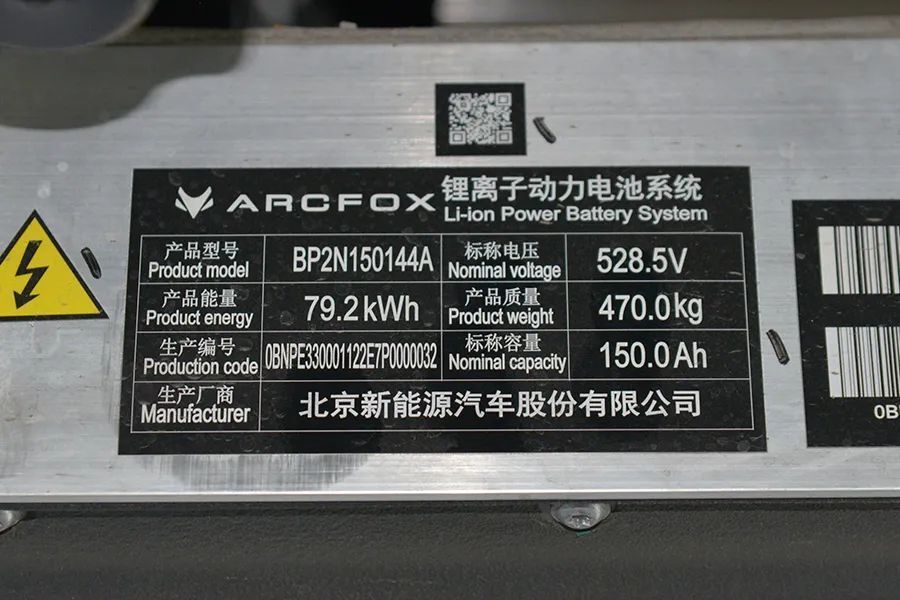 ARCFOX 锂离子动力电池系统
Li-ion Power Battery System
产品型号 BP2N150144A 标称电压 528.5V
Product model Nominal voltage
产品能量 79.2kWh 产品质量 470.0kg
Product energy Product weight
生产编号 0BNPE330001122E7P0000032 标称容量 150.0Ah
Production code Nominal capacity
生产厂商 北京新能源汽车股份有限公司
Manufacturer